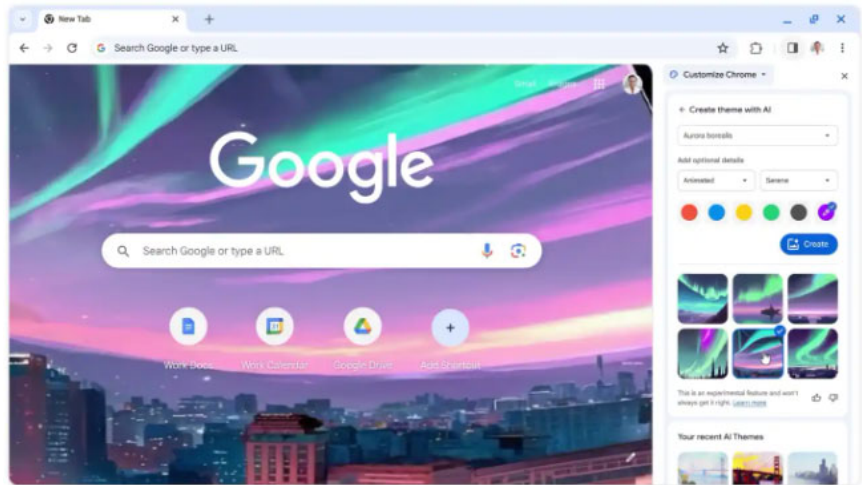 New Tab
Search Google or type a URL
Customize Chrome
Gmail
Create theme with AI
Aurora borealis
Google
Add optional details
Animated Serene
Search Google or type a URL
Create
Work Docs Work Calendar Google Drive Add Shortcut
This is an experimental feature and won't
always get it right. Learn more
Your recent AI Themes